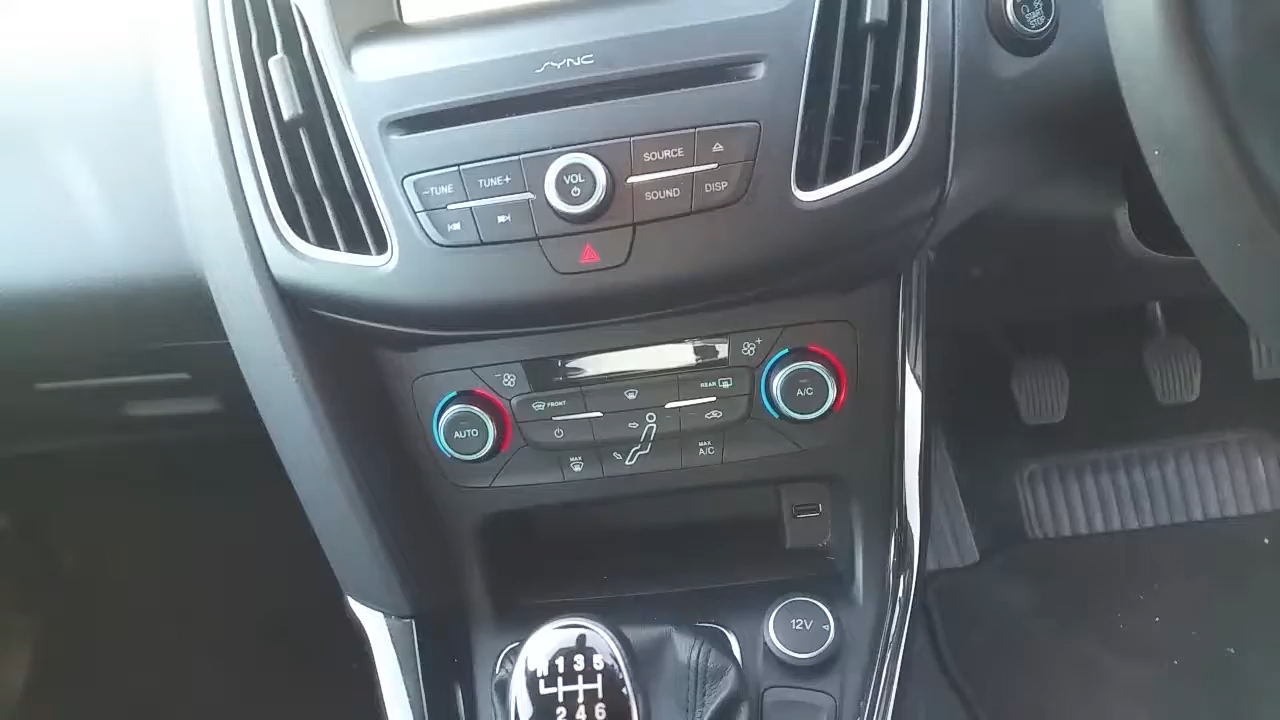 START
STOP
SYNC
-TUNE TUNE+ VOL SOURCE
SOUND DISP
FRONT REAR
AUTO A/C
MAX MAX
A/C
12V
R 1 3 5
2 4 6